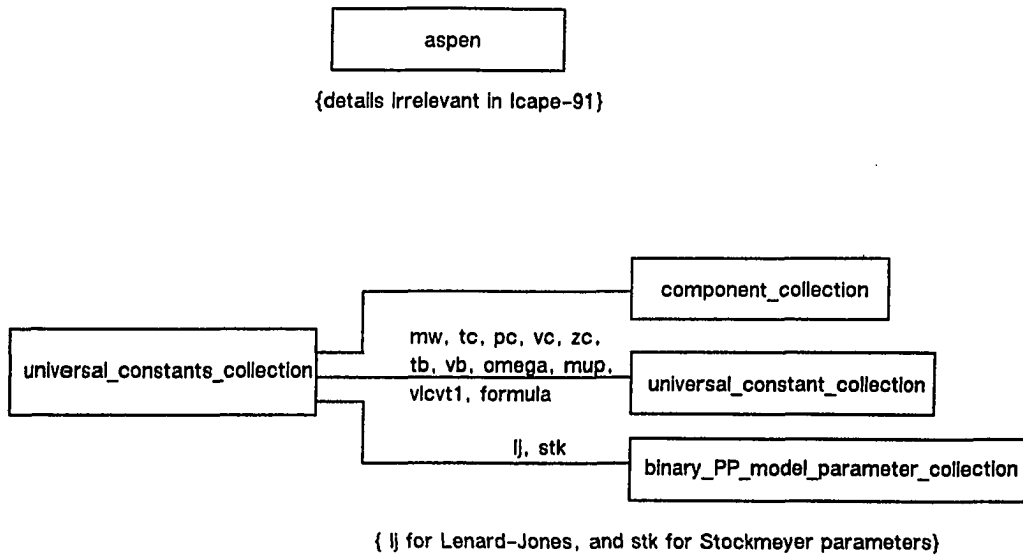 aspen
{details irrelevant in Icape-91}
component_collection
universal_constants_collection
mw, tc, pc, vc, zc,
tb, vb, omega, mup,
vlcvt1, formula
universal_constant_collection
lj, stk
binary_PP_model_parameter_collection
{ lj for Lenard-Jones, and stk for Stockmeyer parameters}